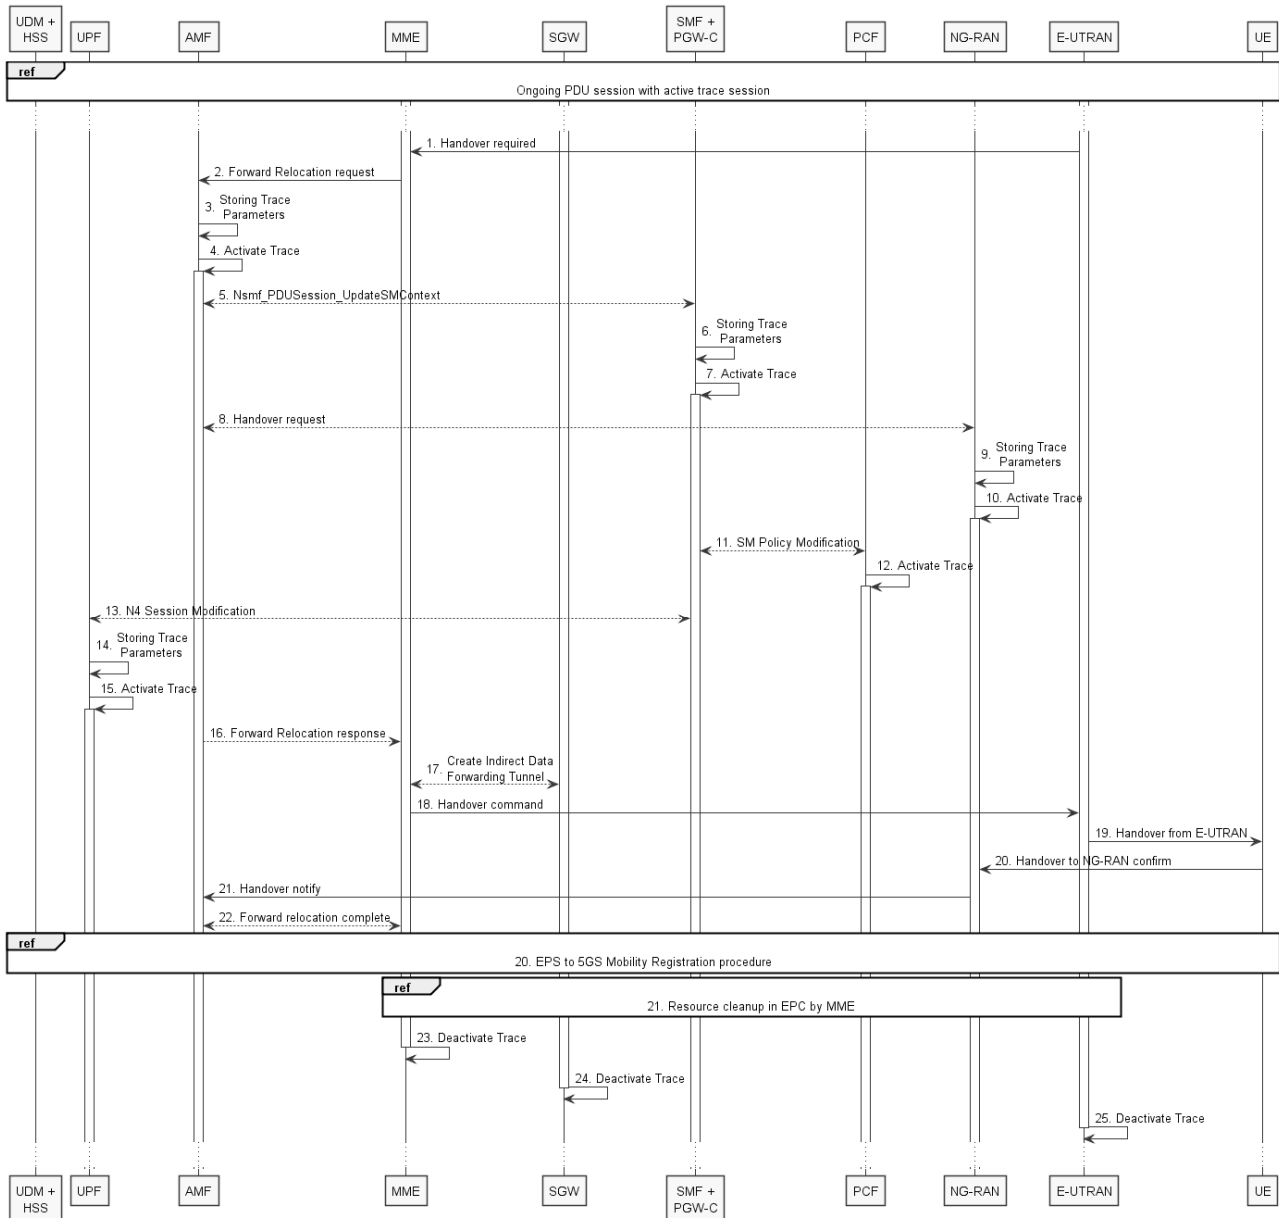 UDM +
HSS
UPF
AMF
MME
SGW
SMF +
PGW-C
PCF
NG-RAN
E-UTRAN
UE
ref
Ongoing PDU session with active trace session
1. Handover required
2. Forward Relocation request
3. Storing Trace
Parameters
4. Activate Trace
5. Nsmf_PDUSession_UpdateSMContext
6. Storing Trace
Parameters
7. Activate Trace
8. Handover request
9. Storing Trace
Parameters
10. Activate Trace
11. SM Policy Modification
12. Activate Trace
13. N4 Session Modification
14. Storing Trace
Parameters
15. Activate Trace
16. Forward Relocation response
17. Create Indirect Data
Forwarding Tunnel
18. Handover command
19. Handover from E-UTRAN
20. Handover to NG-RAN confirm
21. Handover notify
22. Forward relocation complete
ref
20. EPS to 5GS Mobility Registration procedure
ref
21. Resource cleanup in EPC by MME
23. Deactivate Trace
24. Deactivate Trace
25. Deactivate Trace
UDM +
HSS
UPF
AMF
MME
SGW
SMF +
PGW-C
PCF
NG-RAN
E-UTRAN
UE